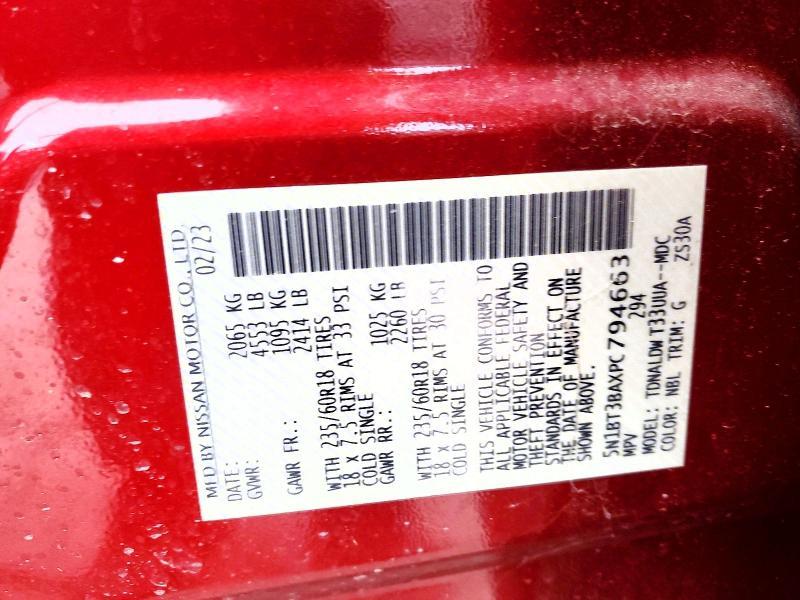 MFD BY NISSAN MOTOR CO., LTD.
DATE: 02/23
GVWR: 2065 KG
4553 LB
GAWR FR.: 1095 KG
2414 LB
WITH 235/60R18 TIRES
18 X 7.5 RIMS AT 33 PSI
COLD SINGLE
GAWR RR.: 1025 KG
2260 LB
WITH 235/60R18 TIRES
18 X 7.5 RIMS AT 30 PSI
COLD SINGLE
THIS VEHICLE CONFORMS TO
ALL APPLICABLE FEDERAL
MOTOR VEHICLE SAFETY AND
THEFT PREVENTION
STANDARDS IN EFFECT ON
THE DATE OF MANUFACTURE
SHOWN ABOVE.
5N1BT3BAXPC794663
MPV 294
MODEL: TDNALDW T33UUA--MDC
COLOR: NBL TRIM: G ZS30A